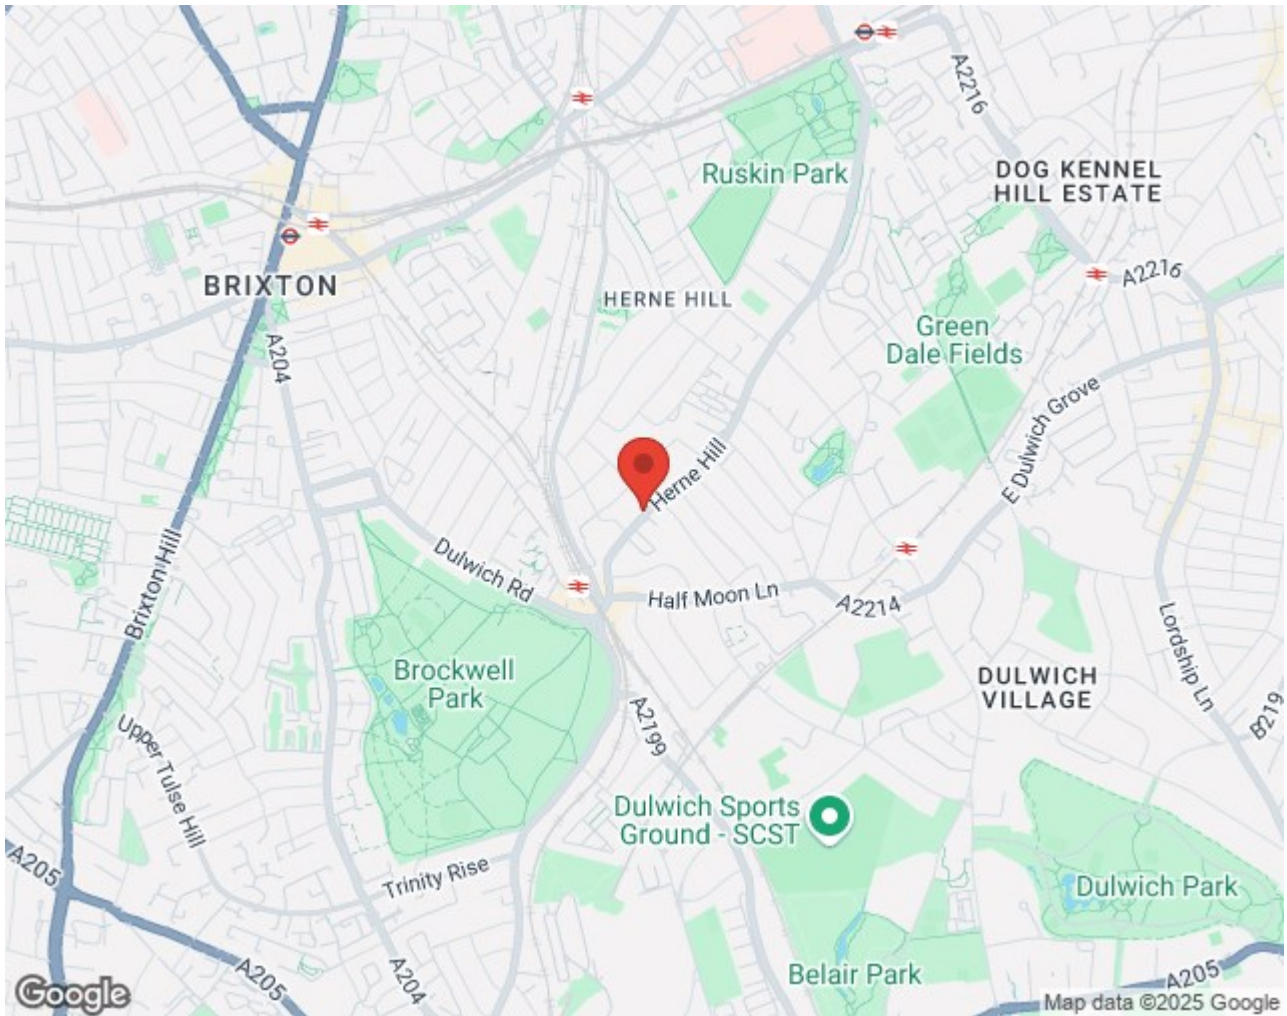 A2216
Ruskin Park
DOG KENNEL
HILL ESTATE
A2216
BRIXTON
HERNE HILL
Green
Dale Fields
A204
E Dulwich Grove
Herne Hill
Brixton Hill
Dulwich Rd
Half Moon Ln
A2214
Lordship Ln
Brockwell
Park
DULWICH
VILLAGE
B219
Upper Tulse Hill
A2199
Dulwich Sports
Ground - SCST
A205
Trinity Rise
Dulwich Park
A205
A204
Belair Park
A205
Google
Map data ©2025 Google